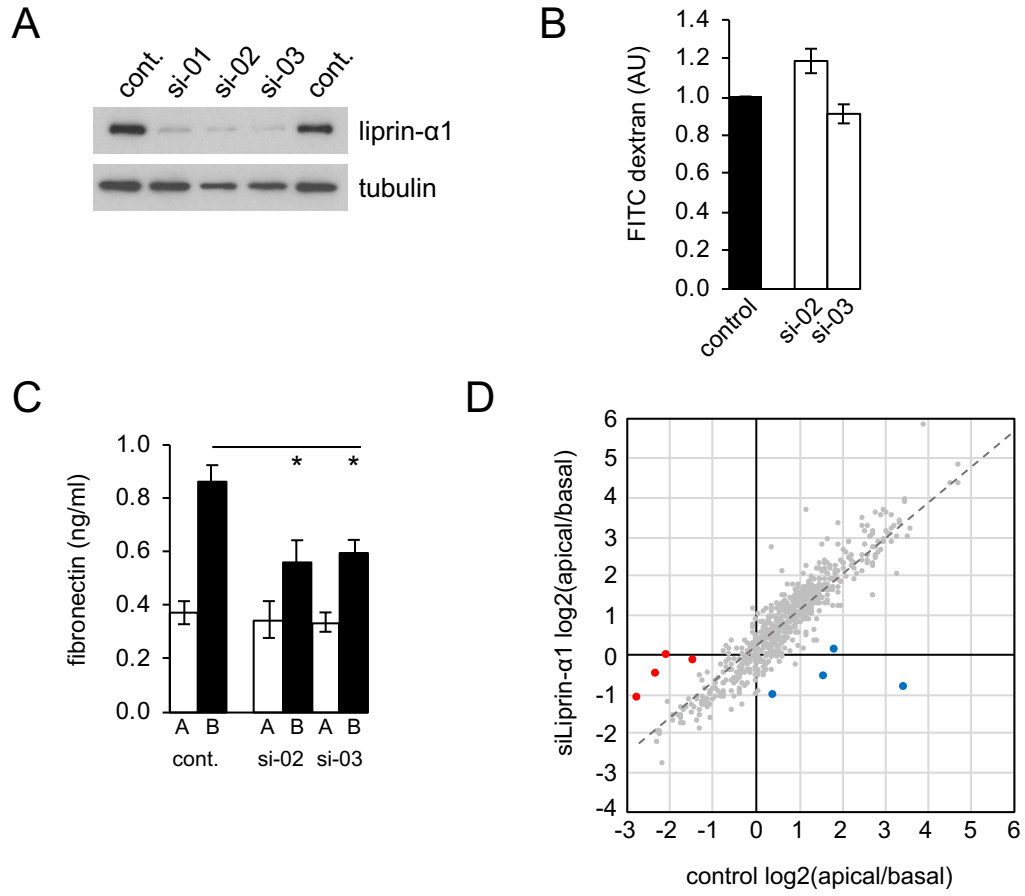 A
cont. si-01 si-02 si-03 cont.
liprin-α1
tubulin
B
FITC dextran (AU)
1.4
1.2
1.0
0.8
0.6
0.4
0.2
0.0
control si-02 si-03
C
fibronectin (ng/ml)
1.0
0.8
0.6
0.4
0.2
0.0
* *
A B A B A B
cont. si-02 si-03
D
siLiprin-α1 log2(apical/basal)
6
5
4
3
2
1
0
-1
-2
-3
-4
-3 -2 -1 0 1 2 3 4 5 6
control log2(apical/basal)